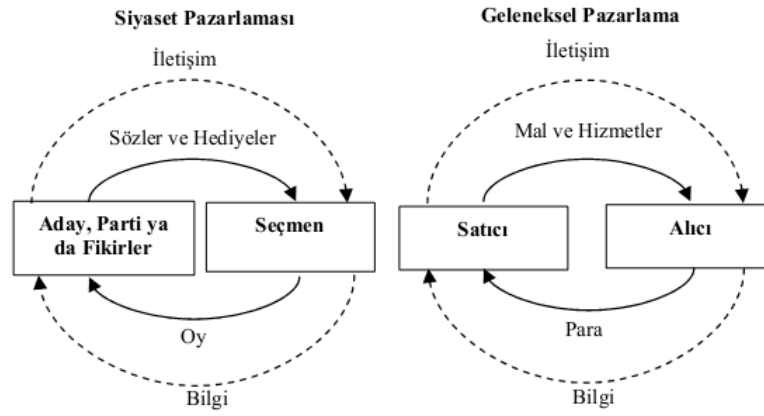 Siyaset Pazarlaması
İletişim
Sözler ve Hediyeler
Aday, Parti ya
da Fikirler
Seçmen
Oy
Bilgi
Geleneksel Pazarlama
İletişim
Mal ve Hizmetler
Satıcı
Alıcı
Para
Bilgi